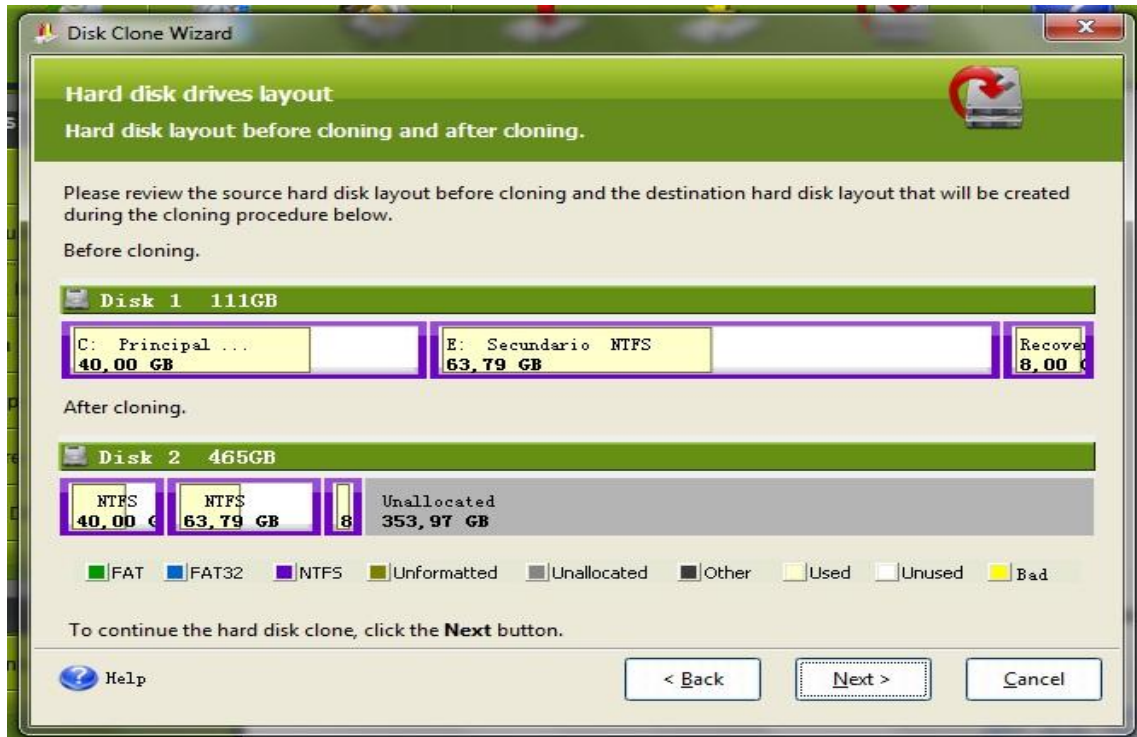 Disk Clone Wizard
Hard disk drives layout
Hard disk layout before cloning and after cloning.
Please review the source hard disk layout before cloning and the destination hard disk layout that will be created
during the cloning procedure below.
Before cloning.
Disk 1 111GB
C: Principal ... E: Secundario NTFS Recover
40,00 GB 63,79 GB 8,00
After cloning.
Disk 2 465GB
NTFS NTFS Unallocated
40,00 63,79 GB 8 353,97 GB
FAT FAT32 NTFS Unformatted Unallocated Other Used Unused Bad
To continue the hard disk clone, click the Next button.
Help < Back Next > Cancel